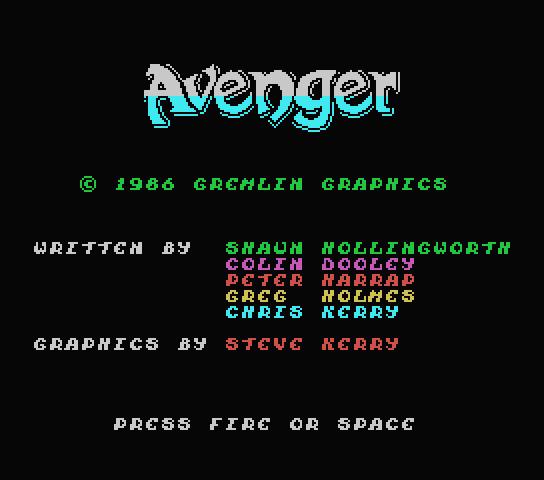 Avenger
© 1986 GREMLIN GRAPHICS
WRITTEN BY SHAUN HOLLINGWORTH
COLIN DOOLEY
PETER HARRAP
GREG HOLMES
CHRIS KERRY
GRAPHICS BY STEVE KERRY
PRESS FIRE OR SPACE